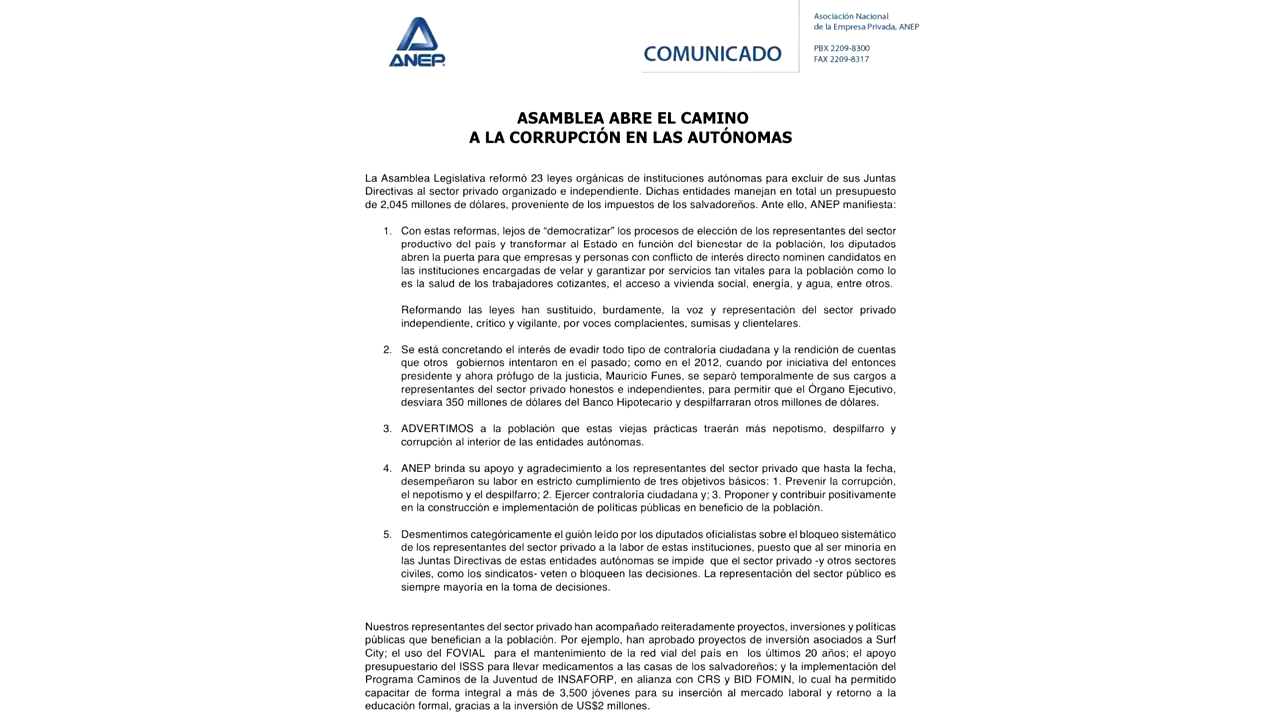 ANEP
COMUNICADO
Asociación Nacional
de la Empresa Privada, ANEP
PBX 2209-8300
FAX 2209-8317
ASAMBLEA ABRE EL CAMINO
A LA CORRUPCIÓN EN LAS AUTÓNOMAS
La Asamblea Legislativa reformó 23 leyes orgánicas de instituciones autónomas para excluir de sus Juntas
Directivas al sector privado organizado e independiente. Dichas entidades manejan en total un presupuesto
de 2,045 millones de dólares, proveniente de los impuestos de los salvadoreños. Ante ello, ANEP manifiesta:
1. Con estas reformas, lejos de “democratizar” los procesos de elección de los representantes del sector
productivo del país y transformar al Estado en función del bienestar de la población, los diputados
abren la puerta para que empresas y personas con conflicto de interés directo nominen candidatos en
las instituciones encargadas de velar y garantizar por servicios tan vitales para la población como lo
es la salud de los trabajadores cotizantes, el acceso a vivienda social, energía, y agua, entre otros.
Reformando las leyes han sustituido, burdamente, la voz y representación del sector privado
independiente, crítico y vigilante, por voces complacientes, sumisas y clientelares.
2. Se está concretando el interés de evadir todo tipo de contraloría ciudadana y la rendición de cuentas
que otros gobiernos intentaron en el pasado; como en el 2012, cuando por iniciativa del entonces
presidente y ahora prófugo de la justicia, Mauricio Funes, se separó temporalmente de sus cargos a
representantes del sector privado honestos e independientes, para permitir que el Órgano Ejecutivo,
desviara 350 millones de dólares del Banco Hipotecario y despilfarraran otros millones de dólares.
3. ADVERTIMOS a la población que estas viejas prácticas traerán más nepotismo, despilfarro y
corrupción al interior de las entidades autónomas.
4. ANEP brinda su apoyo y agradecimiento a los representantes del sector privado que hasta la fecha,
desempeñaron su labor en estricto cumplimiento de tres objetivos básicos: 1. Prevenir la corrupción,
el nepotismo y el despilfarro; 2. Ejercer contraloría ciudadana y; 3. Proponer y contribuir positivamente
en la construcción e implementación de políticas públicas en beneficio de la población.
5. Desmentimos categóricamente el guión leído por los diputados oficialistas sobre el bloqueo sistemático
de los representantes del sector privado a la labor de estas instituciones, puesto que al ser minoría en
las Juntas Directivas de estas entidades autónomas se impide que el sector privado -y otros sectores
civiles, como los sindicatos- veten o bloqueen las decisiones. La representación del sector público es
siempre mayoría en la toma de decisiones.
Nuestros representantes del sector privado han acompañado reiteradamente proyectos, inversiones y políticas
públicas que benefician a la población. Por ejemplo, han aprobado proyectos de inversión asociados a Surf
City; el uso del FOVIAL para el mantenimiento de la red vial del país en los últimos 20 años; el apoyo
presupuestario del ISSS para llevar medicamentos a las casas de los salvadoreños; y la implementación del
Programa Caminos de la Juventud de INSAFORP, en alianza con CRS y BID FOMIN, lo cual ha permitido
capacitar de forma integral a más de 3,500 jóvenes para su inserción al mercado laboral y retorno a la
educación formal, gracias a la inversión de US$2 millones.